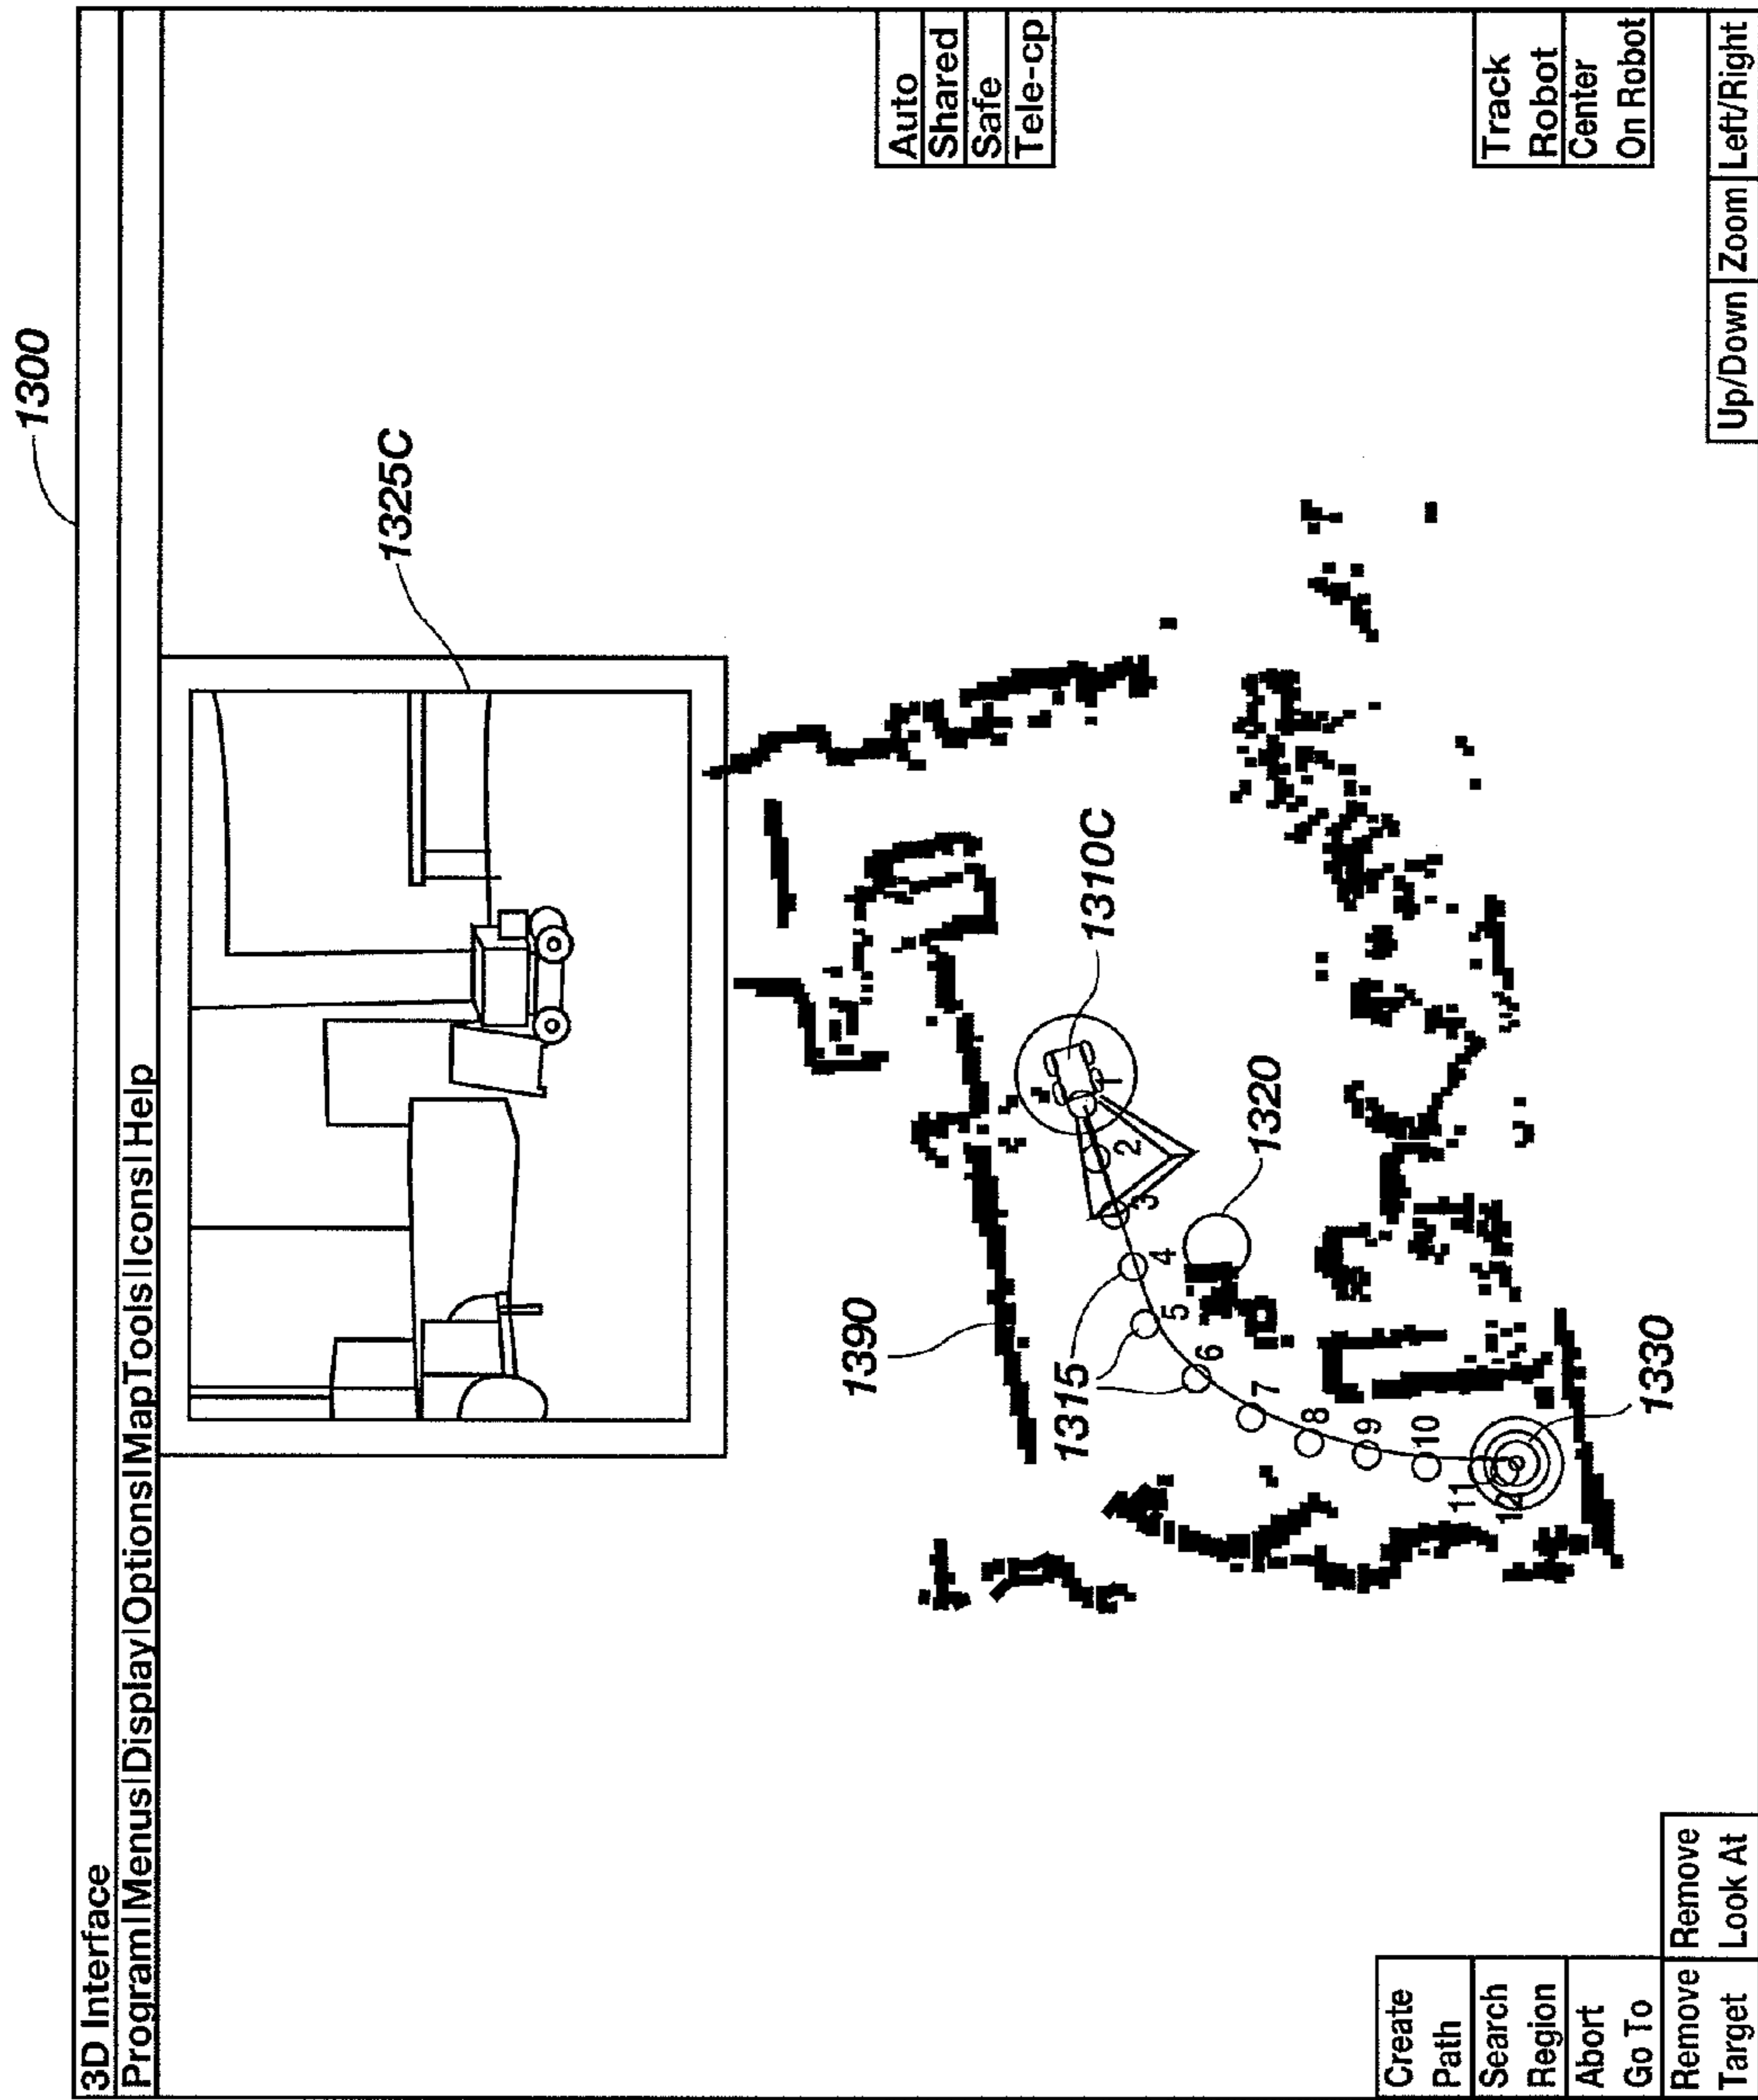 1300
3D Interface
Program|Menus|Display|Options|MapTools|Icons|Help
1325C
Auto
Shared
Safe
Tele-cp
1390
1310C
1
2
3
1315
4
1320
5
6
7
8
9
10
11
12
1330
Track
Robot
Center
On Robot
Create
Path
Search
Region
Abort
Go To
Remove Remove
Target Look At
Up/Down Zoom Left/Right